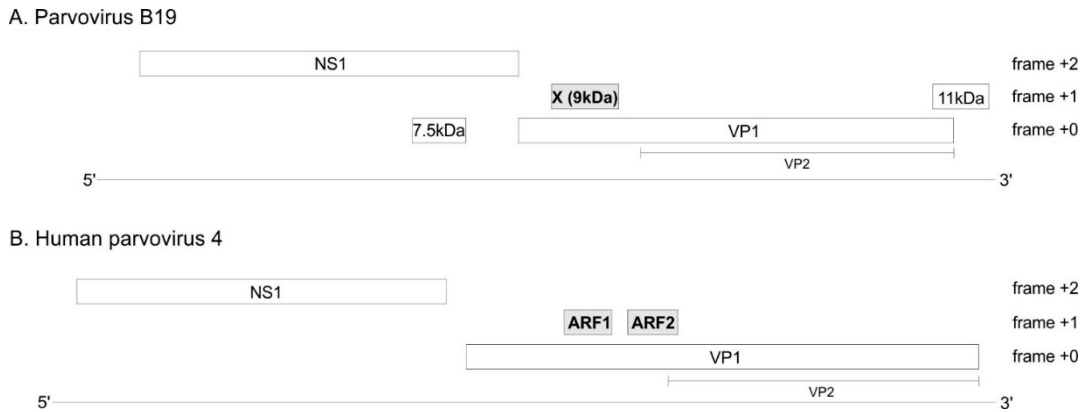 A. Parvovirus B19
NS1 frame +2
X (9kDa) 11kDa frame +1
7.5kDa VP1 frame +0
VP2
5' 3'
B. Human parvovirus 4
NS1 frame +2
ARF1 ARF2 frame +1
VP1 frame +0
VP2
5' 3'